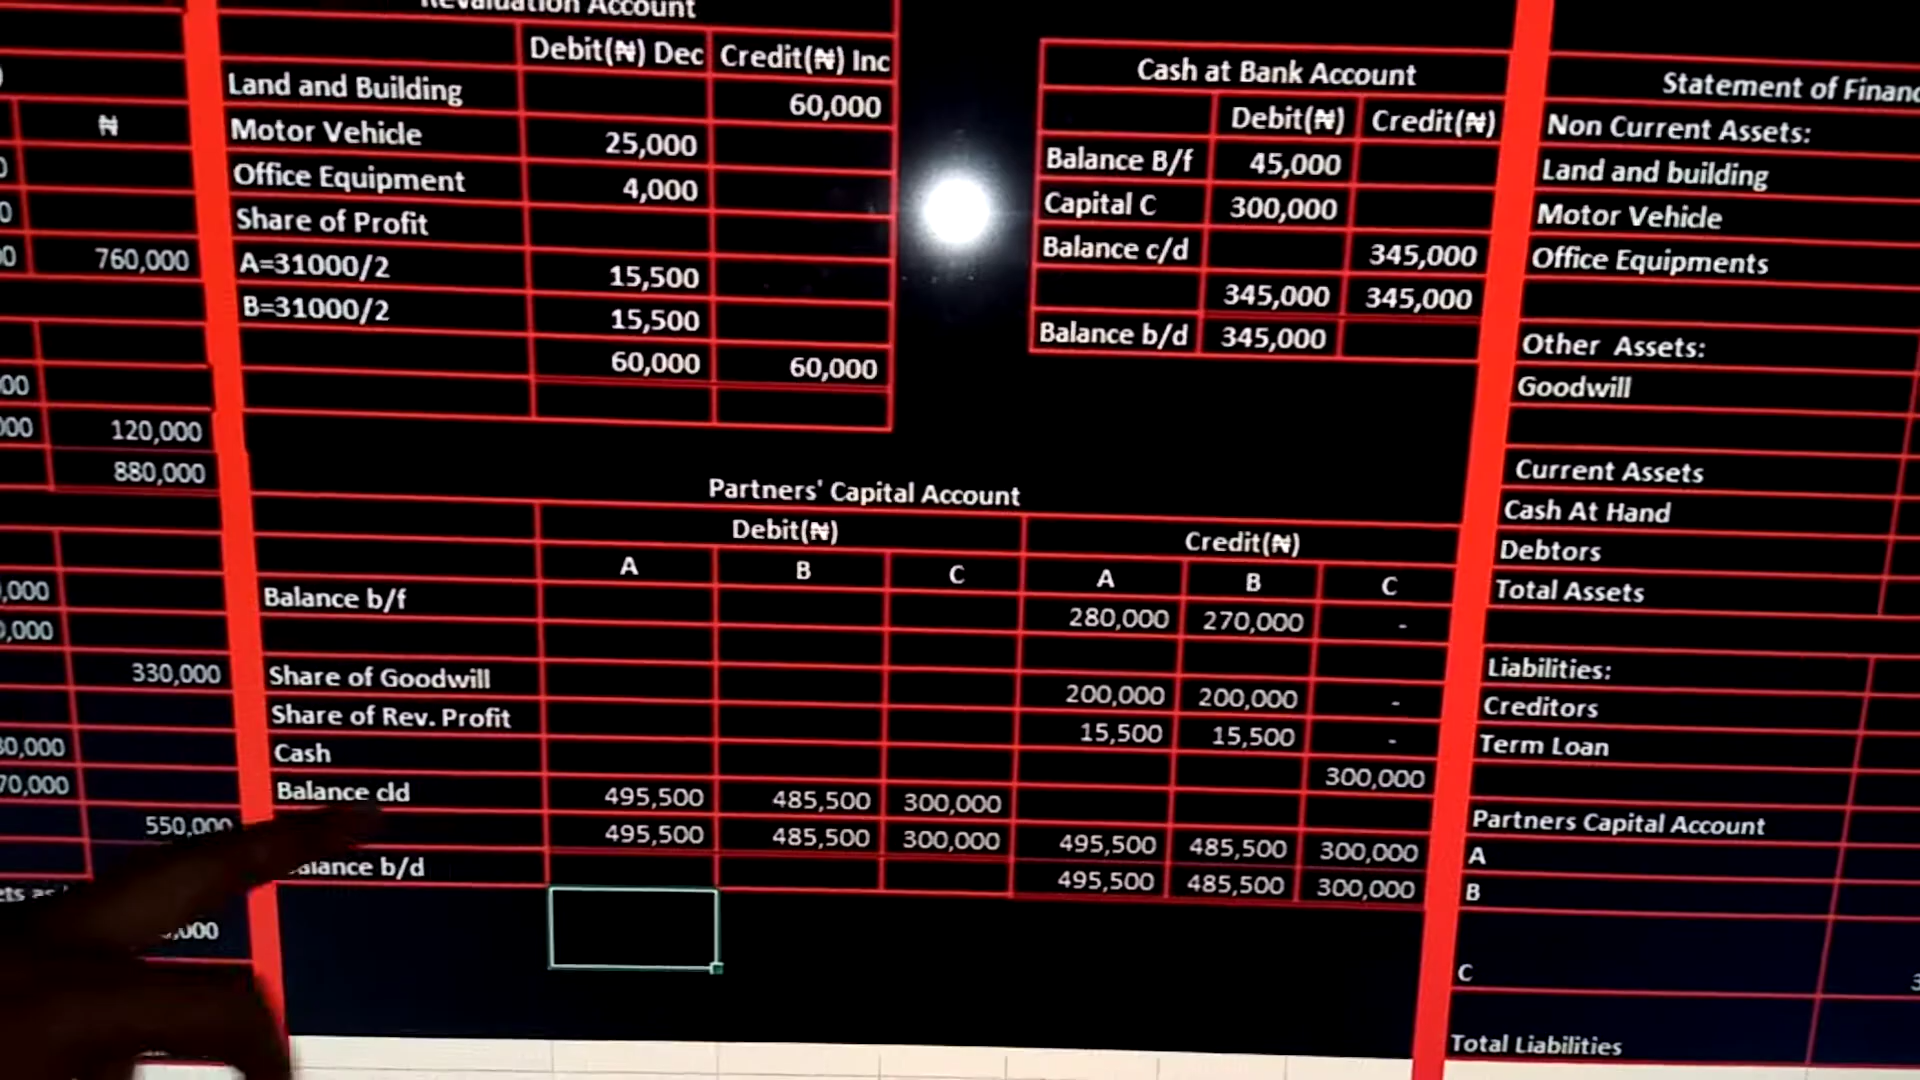 Revaluation Account
Debit(₦) Dec Credit(₦) Inc
Land and Building 60,000
Motor Vehicle 25,000
Office Equipment 4,000
Share of Profit
A=31000/2 15,500
B=31000/2 15,500
60,000 60,000
₦
760,000
120,000
880,000
330,000
550,000
Cash at Bank Account
Debit(₦) Credit(₦)
Balance B/f 45,000
Capital C 300,000
Balance c/d 345,000
345,000 345,000
Balance b/d 345,000
Partners' Capital Account
Debit(₦) Credit(₦)
A B C A B C
Balance b/f 280,000 270,000 -
Share of Goodwill 200,000 200,000 -
Share of Rev. Profit 15,500 15,500 -
Cash 300,000
Balance cld 495,500 485,500 300,000
495,500 485,500 300,000 495,500 485,500 300,000
Balance b/d 495,500 485,500 300,000
Statement of Financ
Non Current Assets:
Land and building
Motor Vehicle
Office Equipments
Other Assets:
Goodwill
Current Assets
Cash At Hand
Debtors
Total Assets
Liabilities:
Creditors
Term Loan
Partners Capital Account
A
B
C
Total Liabilities